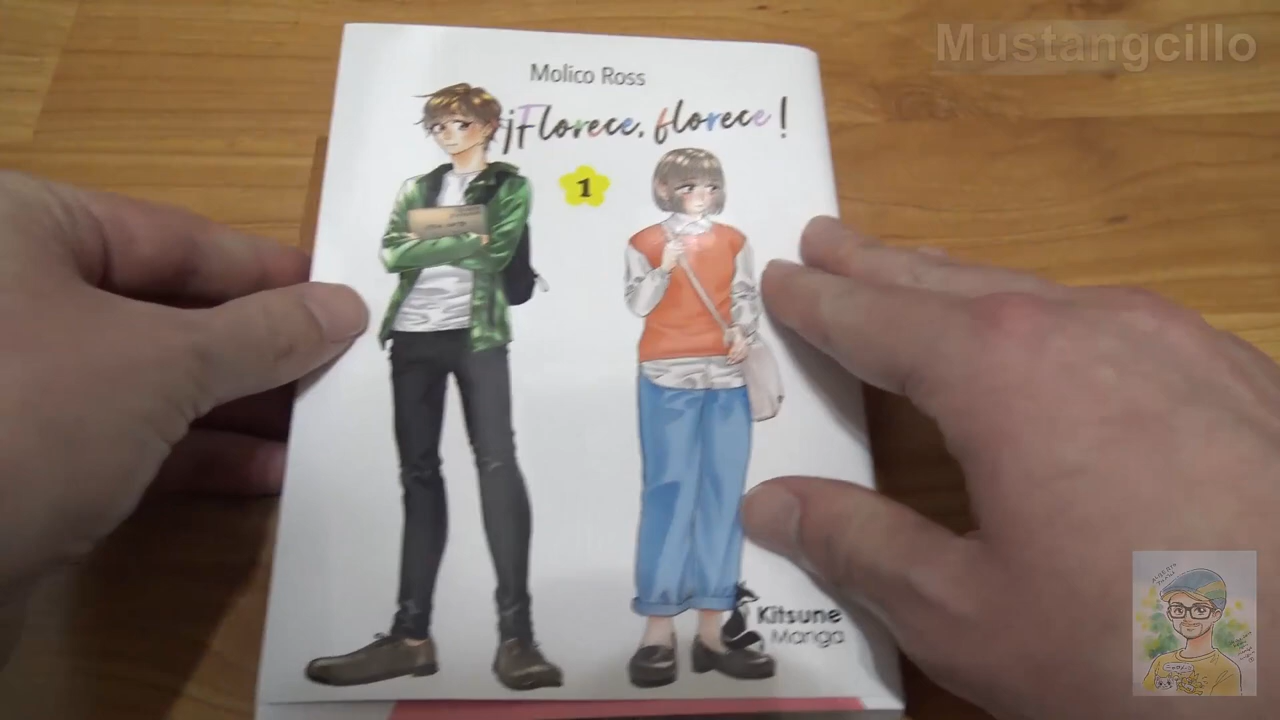 Mustangcillo
Molico Ross
¡Florece, florece!
1
Kitsune
Manga